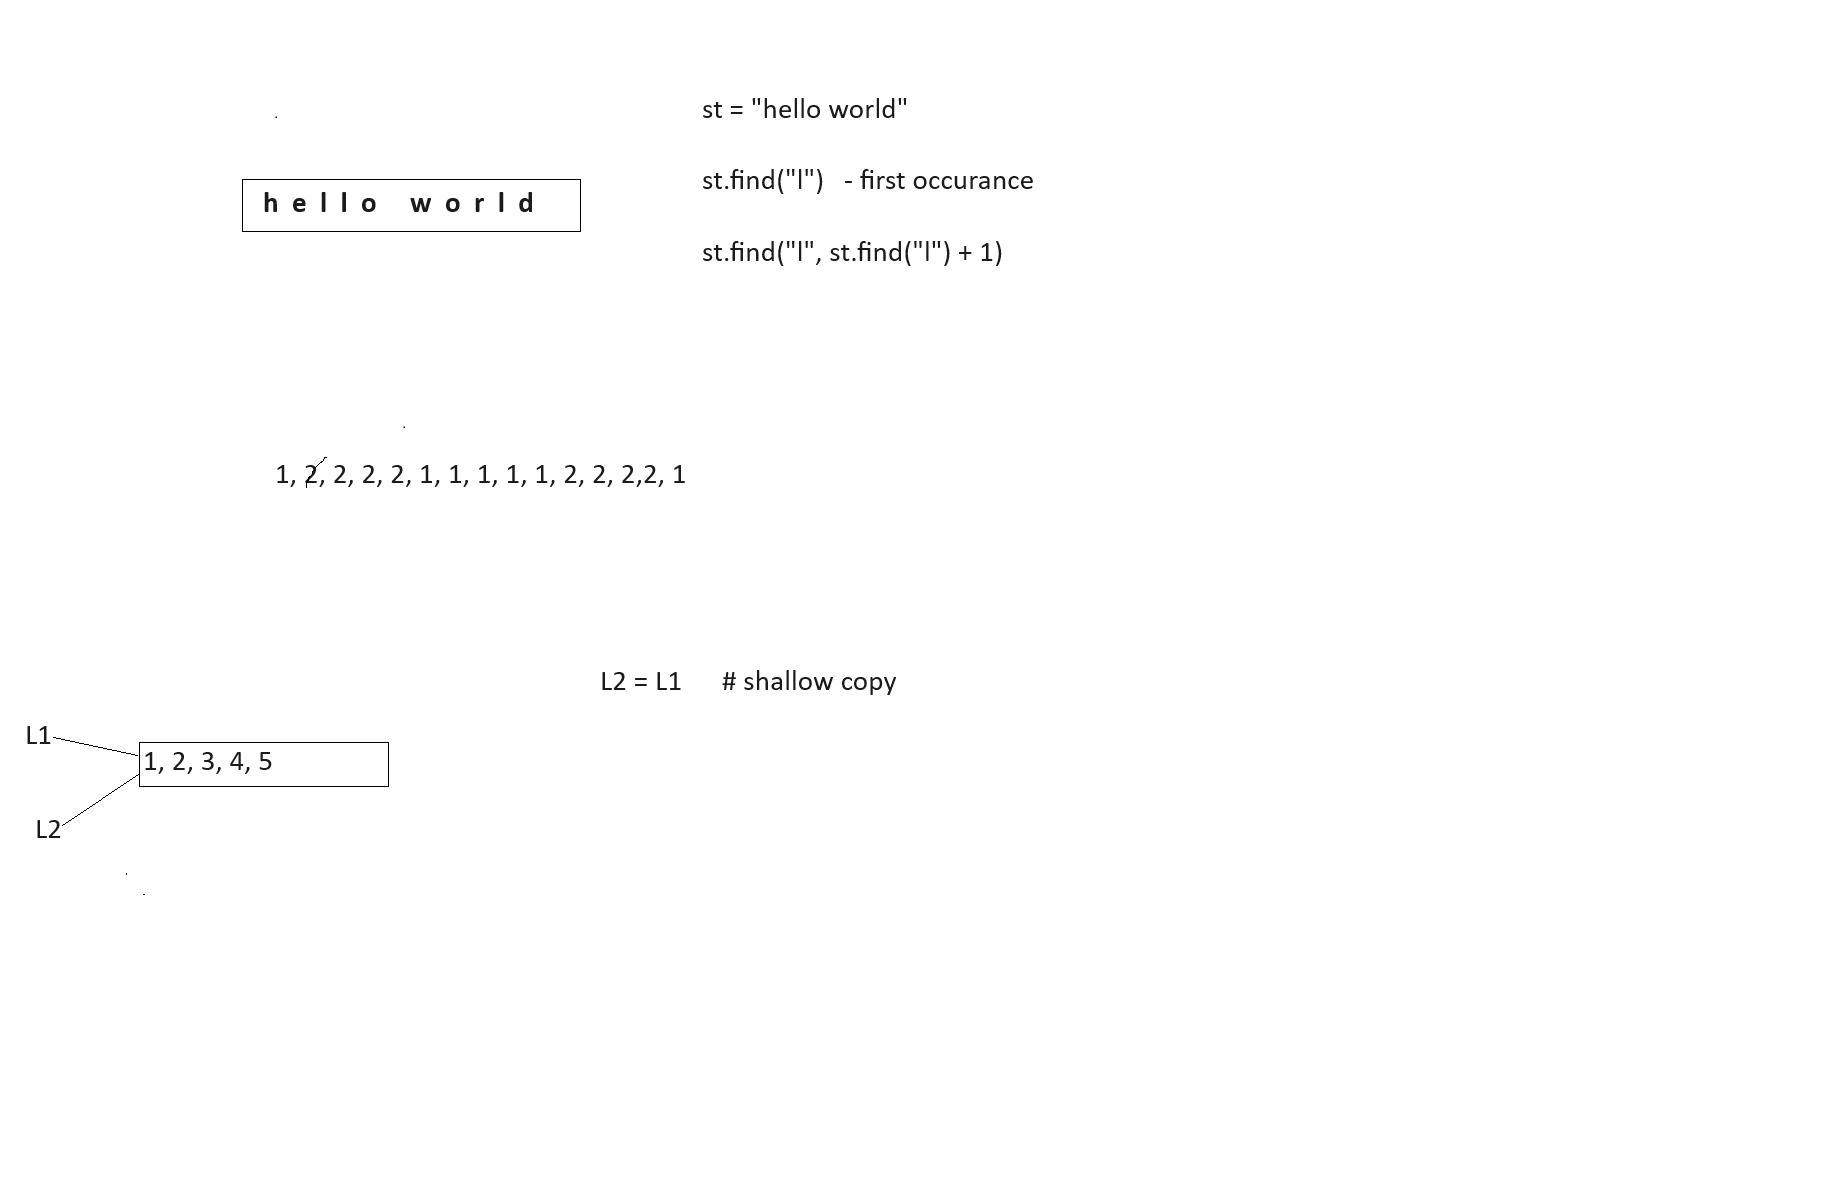 st = "hello world"
st.find("l")   - first occurance
h e l l o   w o r l d
st.find("l", st.find("l") + 1)
1, 2, 2, 2, 2, 1, 1, 1, 1, 1, 2, 2, 2,2, 1
L2 = L1     # shallow copy
L1
1, 2, 3, 4, 5
L2